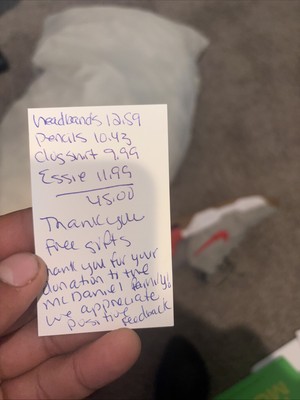 headbands 12.59
Pencils 10.43
9.99
Essie 11.99
45.00
Thank you
free gifts
Thank you for your
donation to the
McDaniel family
we appreciate
positive feedback